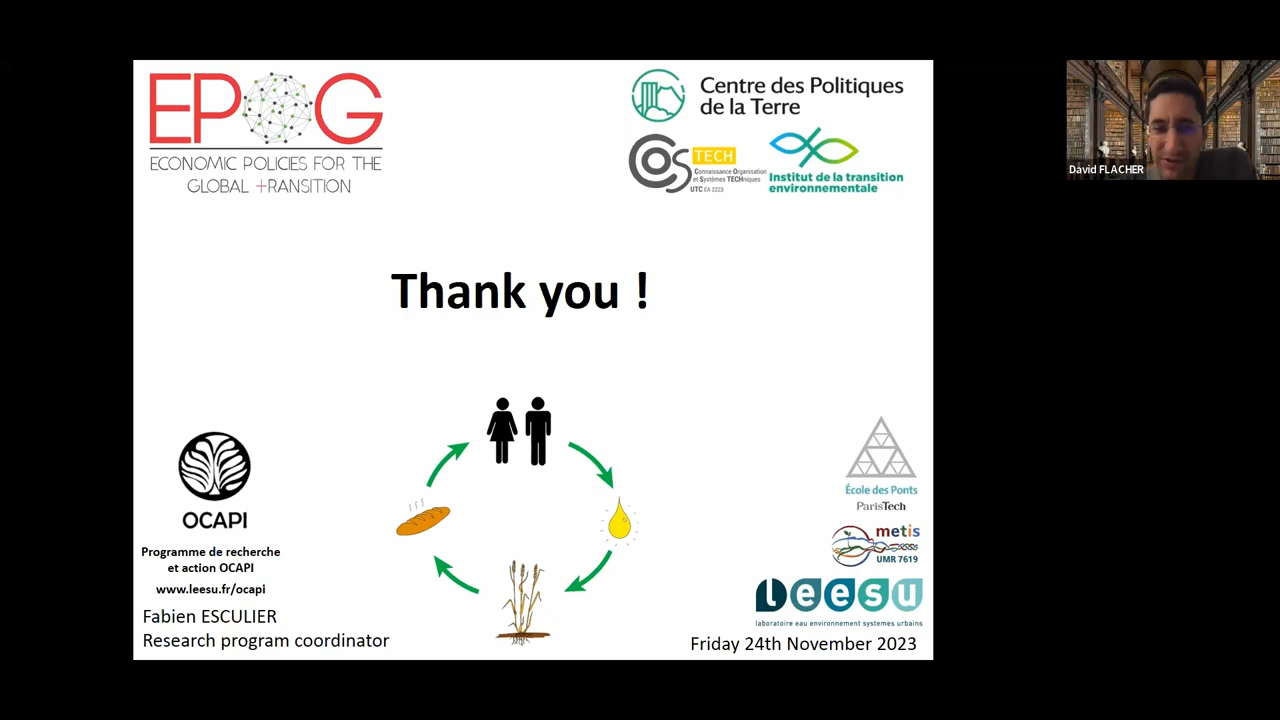 EPOG
ECONOMIC POLICIES FOR THE
GLOBAL +RANSITION
Centre des Politiques
de la Terre
COS TECH
Connaissance Organisation
et Systèmes TECHniques
UTC EA 2223
Institut de la transition
environnementale
David FLACHER
Thank you !
OCAPI
Programme de recherche
et action OCAPI
www.leesu.fr/ocapi
Fabien ESCULIER
Research program coordinator
École des Ponts
ParisTech
metis
UMR 7619
leesu
laboratoire eau environnement systemes urbains
Friday 24th November 2023